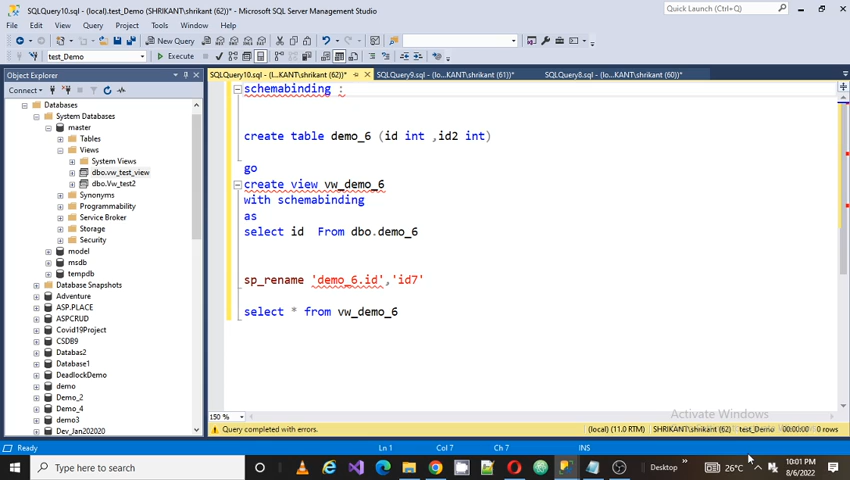 SQLQuery10.sql - (local).test_Demo (SHRIKANT\shrikant (62))* - Microsoft SQL Server Management Studio
Quick Launch (Ctrl+Q)
File Edit View Query Project Tools Window Help
New Query
test_Demo
Execute
Object Explorer
SQLQuery10.sql - (l...KANT\shrikant (62))*
SQLQuery9.sql - (l...KANT\shrikant (61))*
SQLQuery8.sql - (l...KANT\shrikant (60))*
Connect
Databases
System Databases
master
Tables
Views
System Views
dbo.vw_test_view
dbo.Vw_test2
Synonyms
Programmability
Service Broker
Storage
Security
model
msdb
tempdb
Database Snapshots
Adventure
ASP.PLACE
ASPCRUD
Covid19Project
CSDB9
Databas2
Database1
DeadlockDemo
demo
Demo_2
Demo_4
demo3
Dev_Jan202020
schemabinding ;
create table demo_6 (id int ,id2 int)
go
create view vw_demo_6
with schemabinding
as
select id  From dbo.demo_6
sp_rename 'demo_6.id','id7'
select * from vw_demo_6
150 %
Activate Windows
Query completed with errors.
(local) (11.0 RTM)
SHRIKANT\shrikant (62)
test_Demo
00:00:00
0 rows
Ready
Ln 1
Col 7
Ch 7
INS
Type here to search
Desktop
26°C
10:01 PM
8/6/2022